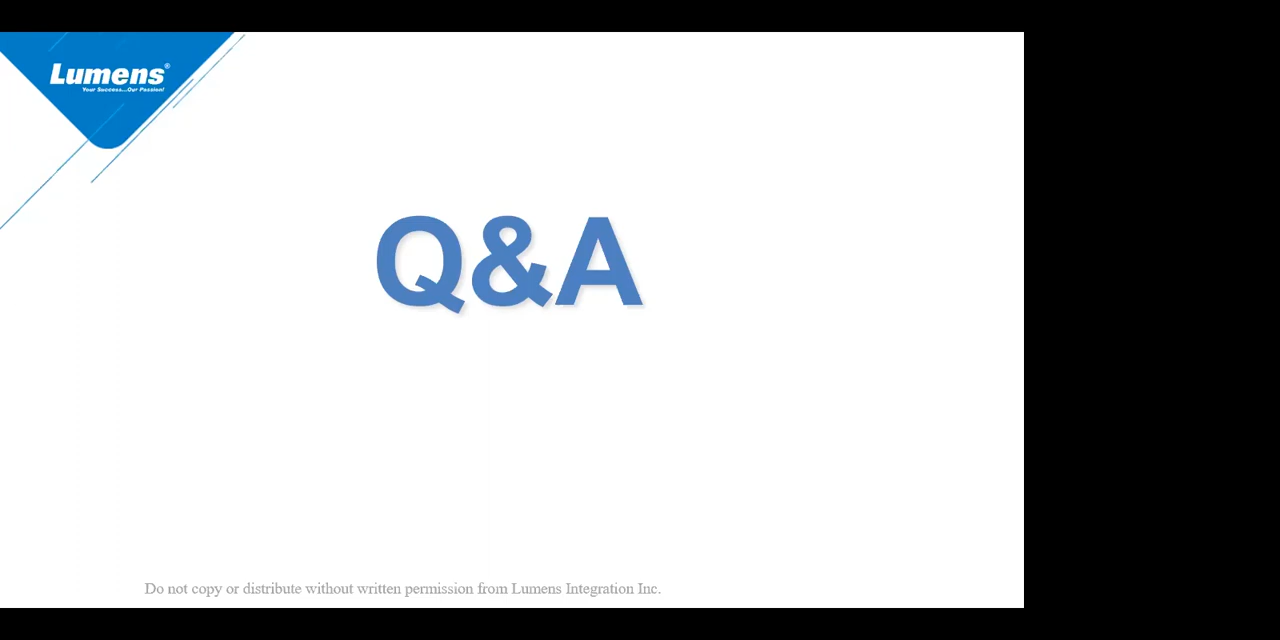 Lumens®
Your Success...Our Passion!
Q&A
Do not copy or distribute without written permission from Lumens Integration Inc.